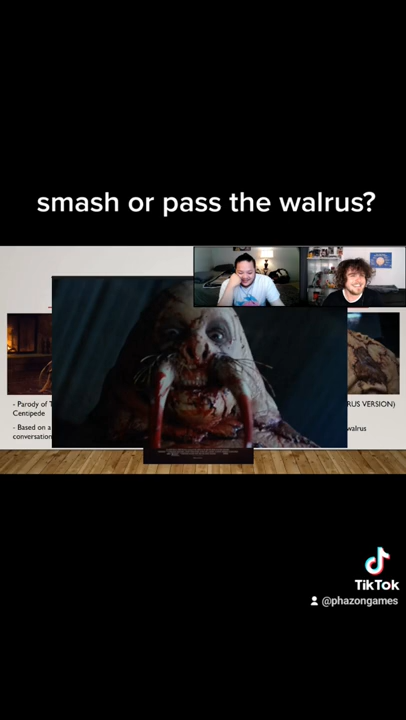 smash or pass the walrus?
- Parody of T
Centipede
- Based on a
conversation
RUS VERSION)
walrus
TikTok
@phazongames